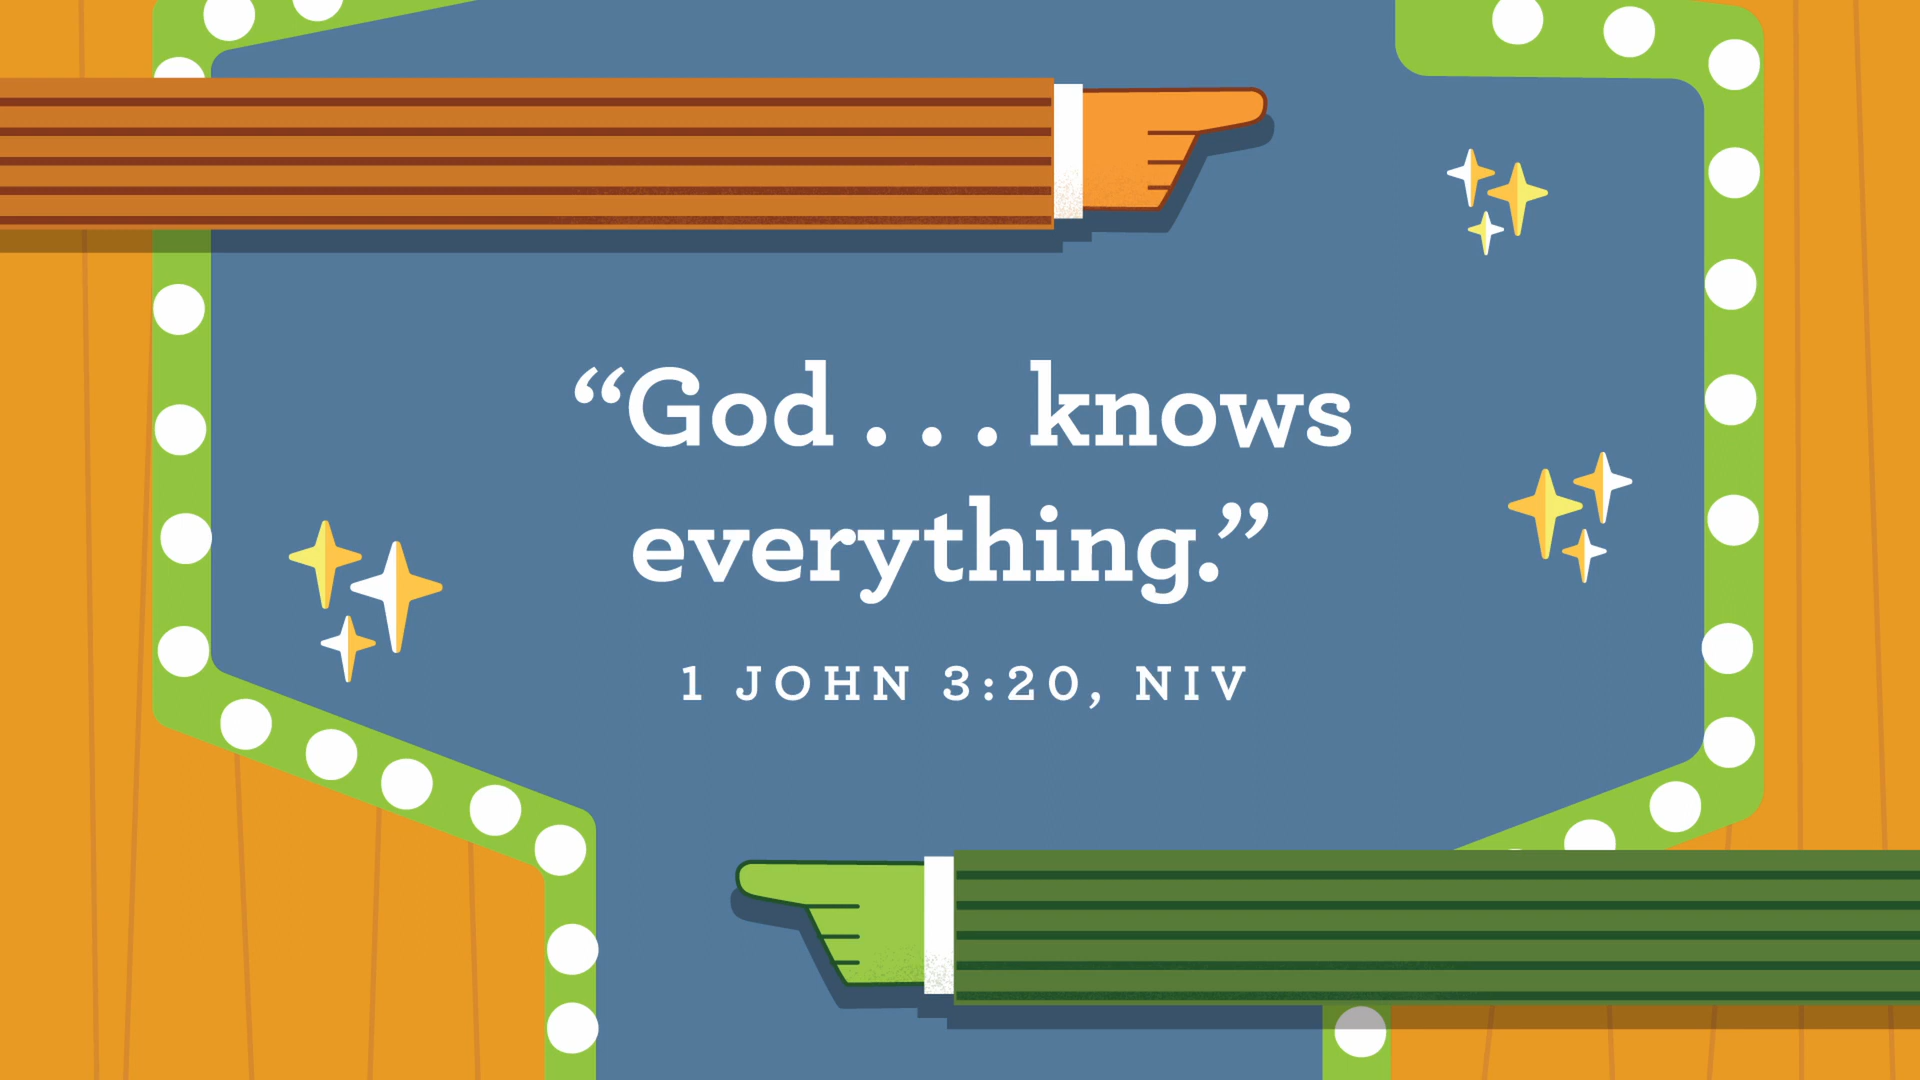 “God . . . knows
everything.”
1 JOHN 3:20, NIV